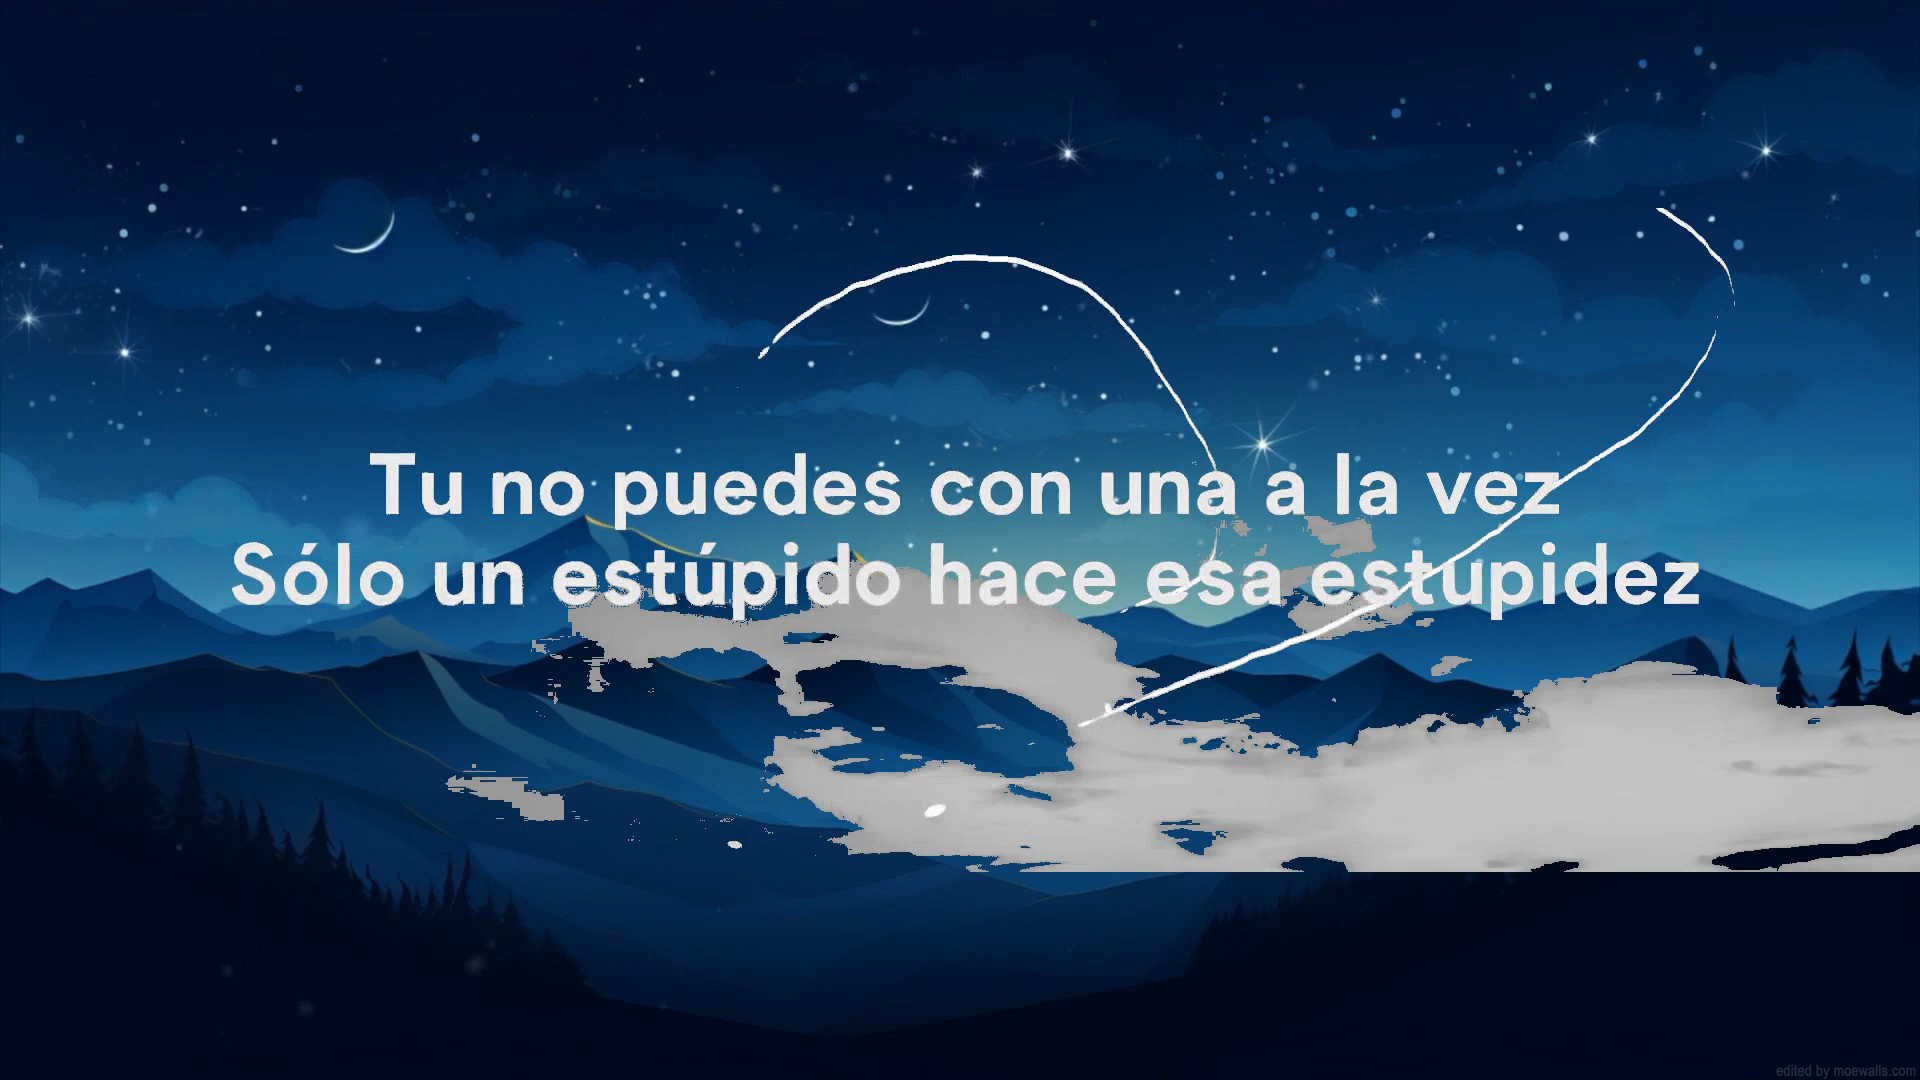 Tu no puedes con una a la vez
Sólo un estúpido hace esa estupidez
edited by moewalls.com